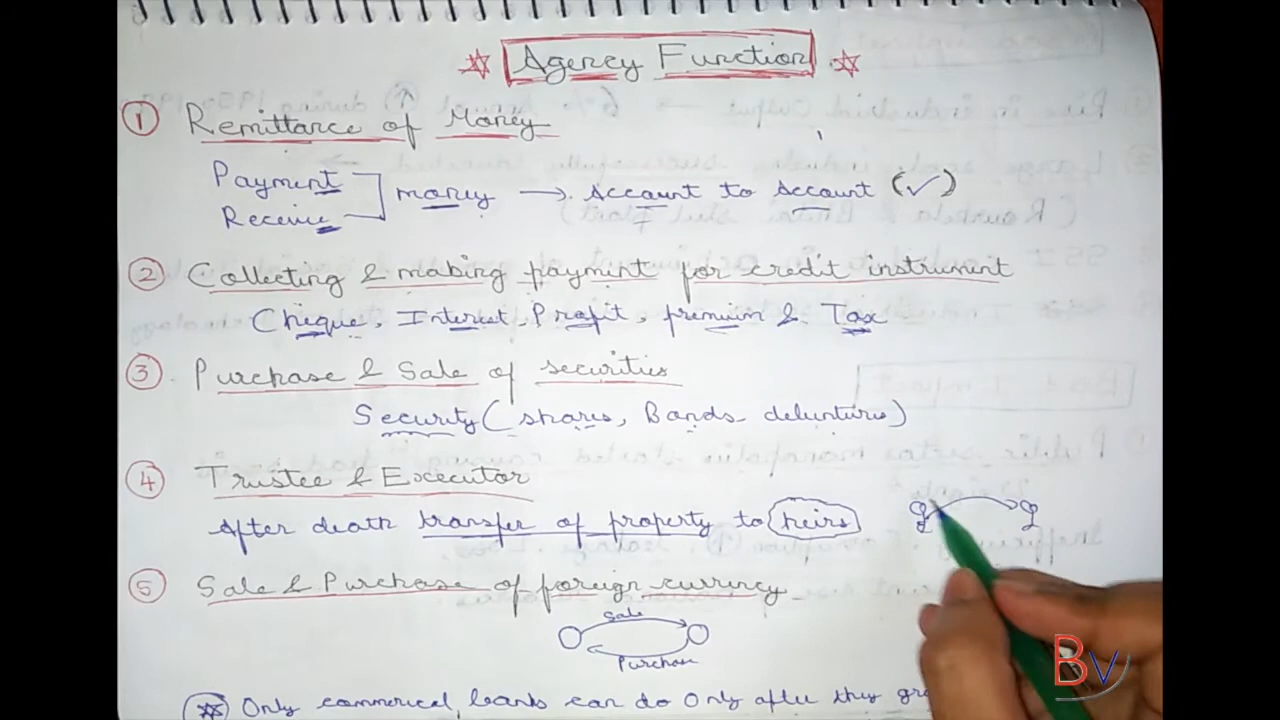 Agency Function
① Remittance of Money
Payment
Receive
money → Account to Account (✓)
② Collecting & making payment for credit instrument
Cheque, Interest, Profit, premium & Tax
③ Purchase & Sale of securities
Security (shares, Bands debunturs)
④ Trustee & Executor
After death transfer of property to heirs
⑤ Sale & Purchase of foreign currency
Sale
Purchase
Only commerical banks can do only after they
BV